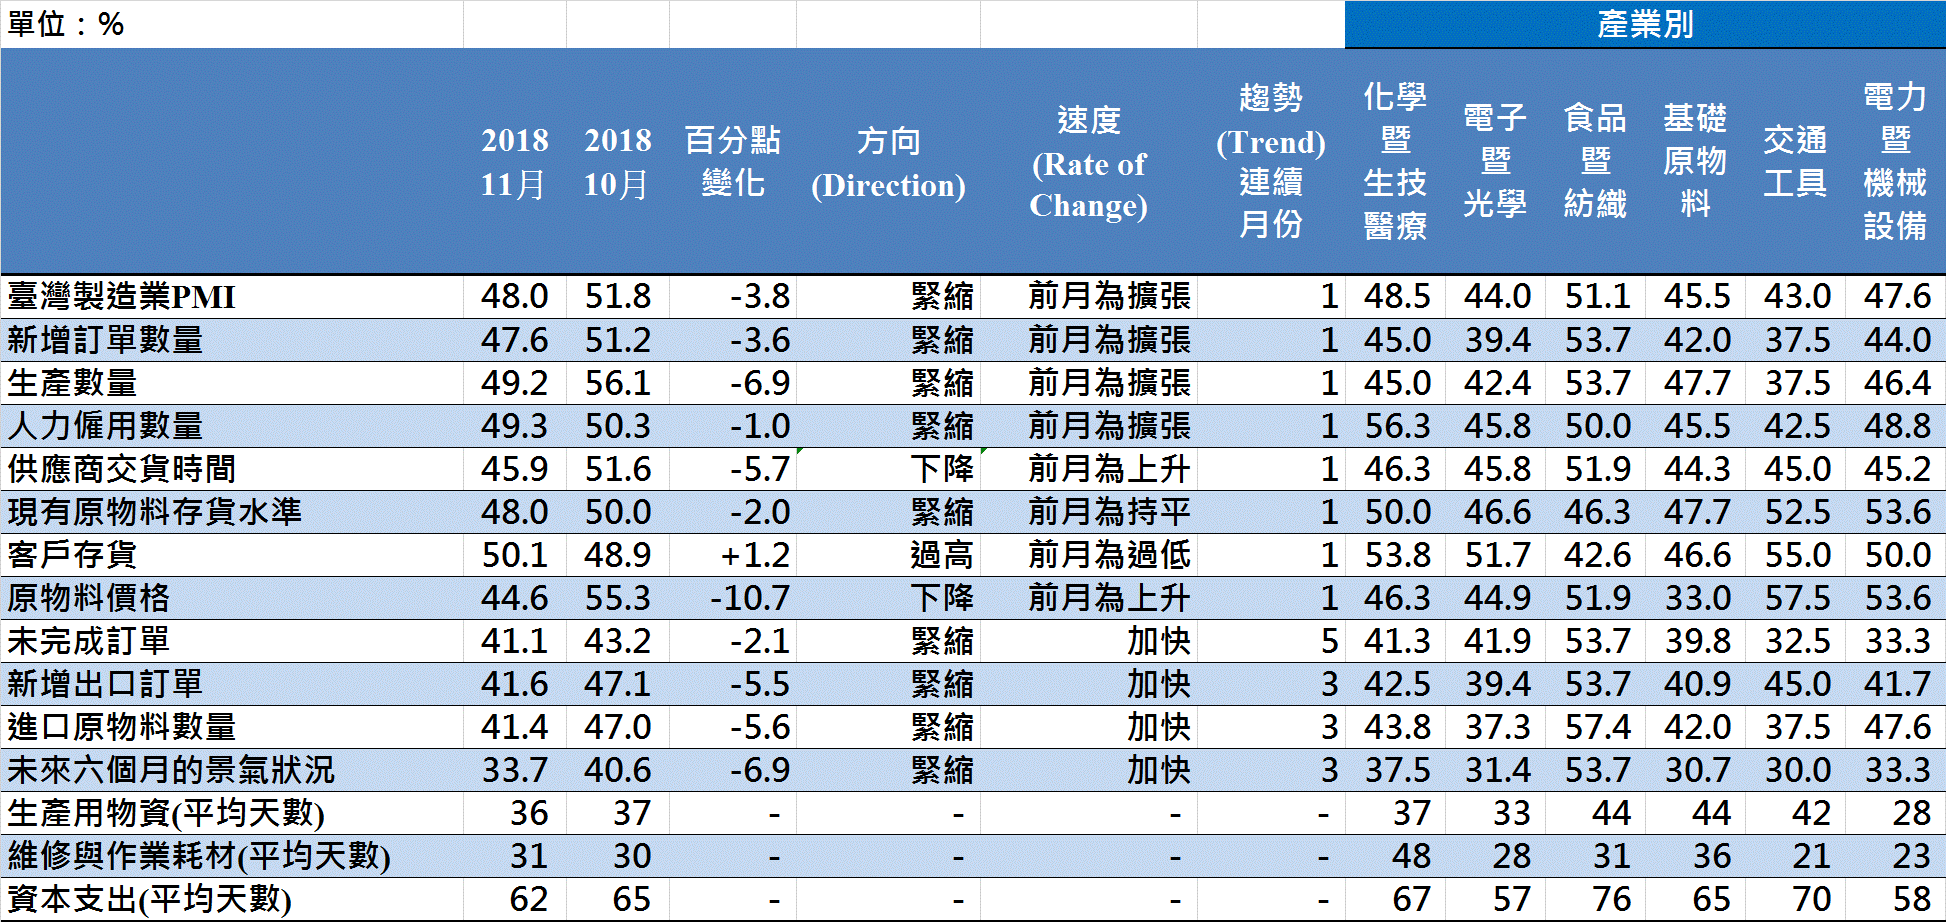 單位：% 產業別
2018 11月 2018 10月 百分點變化 方向(Direction) 速度(Rate of Change) 趨勢(Trend)連續月份 化學暨生技醫療 電子暨光學 食品暨紡織 基礎原物料 交通工具 電力暨機械設備
臺灣製造業PMI 48.0 51.8 -3.8 緊縮 前月為擴張 1 48.5 44.0 51.1 45.5 43.0 47.6
新增訂單數量 47.6 51.2 -3.6 緊縮 前月為擴張 1 45.0 39.4 53.7 42.0 37.5 44.0
生產數量 49.2 56.1 -6.9 緊縮 前月為擴張 1 45.0 42.4 53.7 47.7 37.5 46.4
人力僱用數量 49.3 50.3 -1.0 緊縮 前月為擴張 1 56.3 45.8 50.0 45.5 42.5 48.8
供應商交貨時間 45.9 51.6 -5.7 下降 前月為上升 1 46.3 45.8 51.9 44.3 45.0 45.2
現有原物料存貨水準 48.0 50.0 -2.0 緊縮 前月為持平 1 50.0 46.6 46.3 47.7 52.5 53.6
客戶存貨 50.1 48.9 +1.2 過高 前月為過低 1 53.8 51.7 42.6 46.6 55.0 50.0
原物料價格 44.6 55.3 -10.7 下降 前月為上升 1 46.3 44.9 51.9 33.0 57.5 53.6
未完成訂單 41.1 43.2 -2.1 緊縮 加快 5 41.3 41.9 53.7 39.8 32.5 33.3
新增出口訂單 41.6 47.1 -5.5 緊縮 加快 3 42.5 39.4 53.7 40.9 45.0 41.7
進口原物料數量 41.4 47.0 -5.6 緊縮 加快 3 43.8 37.3 57.4 42.0 37.5 47.6
未來六個月的景氣狀況 33.7 40.6 -6.9 緊縮 加快 3 37.5 31.4 53.7 30.7 30.0 33.3
生產用物資(平均天數) 36 37 - - - - 37 33 44 44 42 28
維修與作業耗材(平均天數) 31 30 - - - - 48 28 31 36 21 23
資本支出(平均天數) 62 65 - - - - 67 57 76 65 70 58